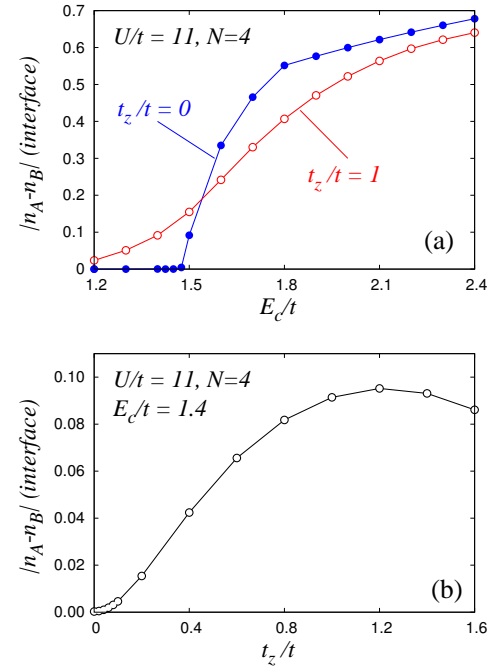 0.7
0.6
0.5
0.4
0.3
0.2
0.1
0
|n_A-n_B| (interface)
U/t = 11, N=4
t_z/t = 0
t_z/t = 1
(a)
1.2 1.5 1.8 2.1 2.4
E_c/t
0.10
0.08
0.06
0.04
0.02
0.00
|n_A-n_B| (interface)
U/t = 11, N=4
E_c/t = 1.4
(b)
0 0.4 0.8 1.2 1.6
t_z/t